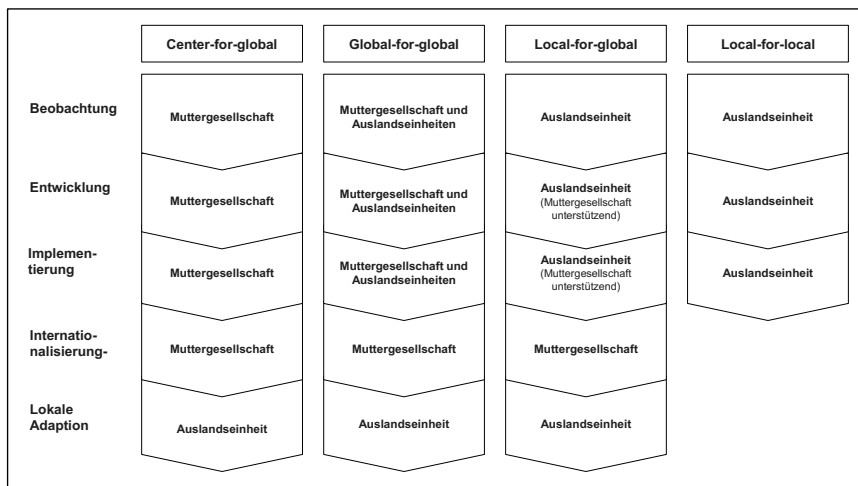 Center-for-global
Global-for-global
Local-for-global
Local-for-local
Beobachtung
Muttergesellschaft
Muttergesellschaft und
Auslandseinheiten
Auslandseinheit
Auslandseinheit
Entwicklung
Muttergesellschaft
Muttergesellschaft und
Auslandseinheiten
Auslandseinheit
(Muttergesellschaft
unterstützend)
Auslandseinheit
Implemen-
tierung
Muttergesellschaft
Muttergesellschaft und
Auslandseinheiten
Auslandseinheit
(Muttergesellschaft
unterstützend)
Auslandseinheit
Internatio-
nalisierung-
Muttergesellschaft
Muttergesellschaft
Muttergesellschaft
Lokale
Adaption
Auslandseinheit
Auslandseinheit
Auslandseinheit